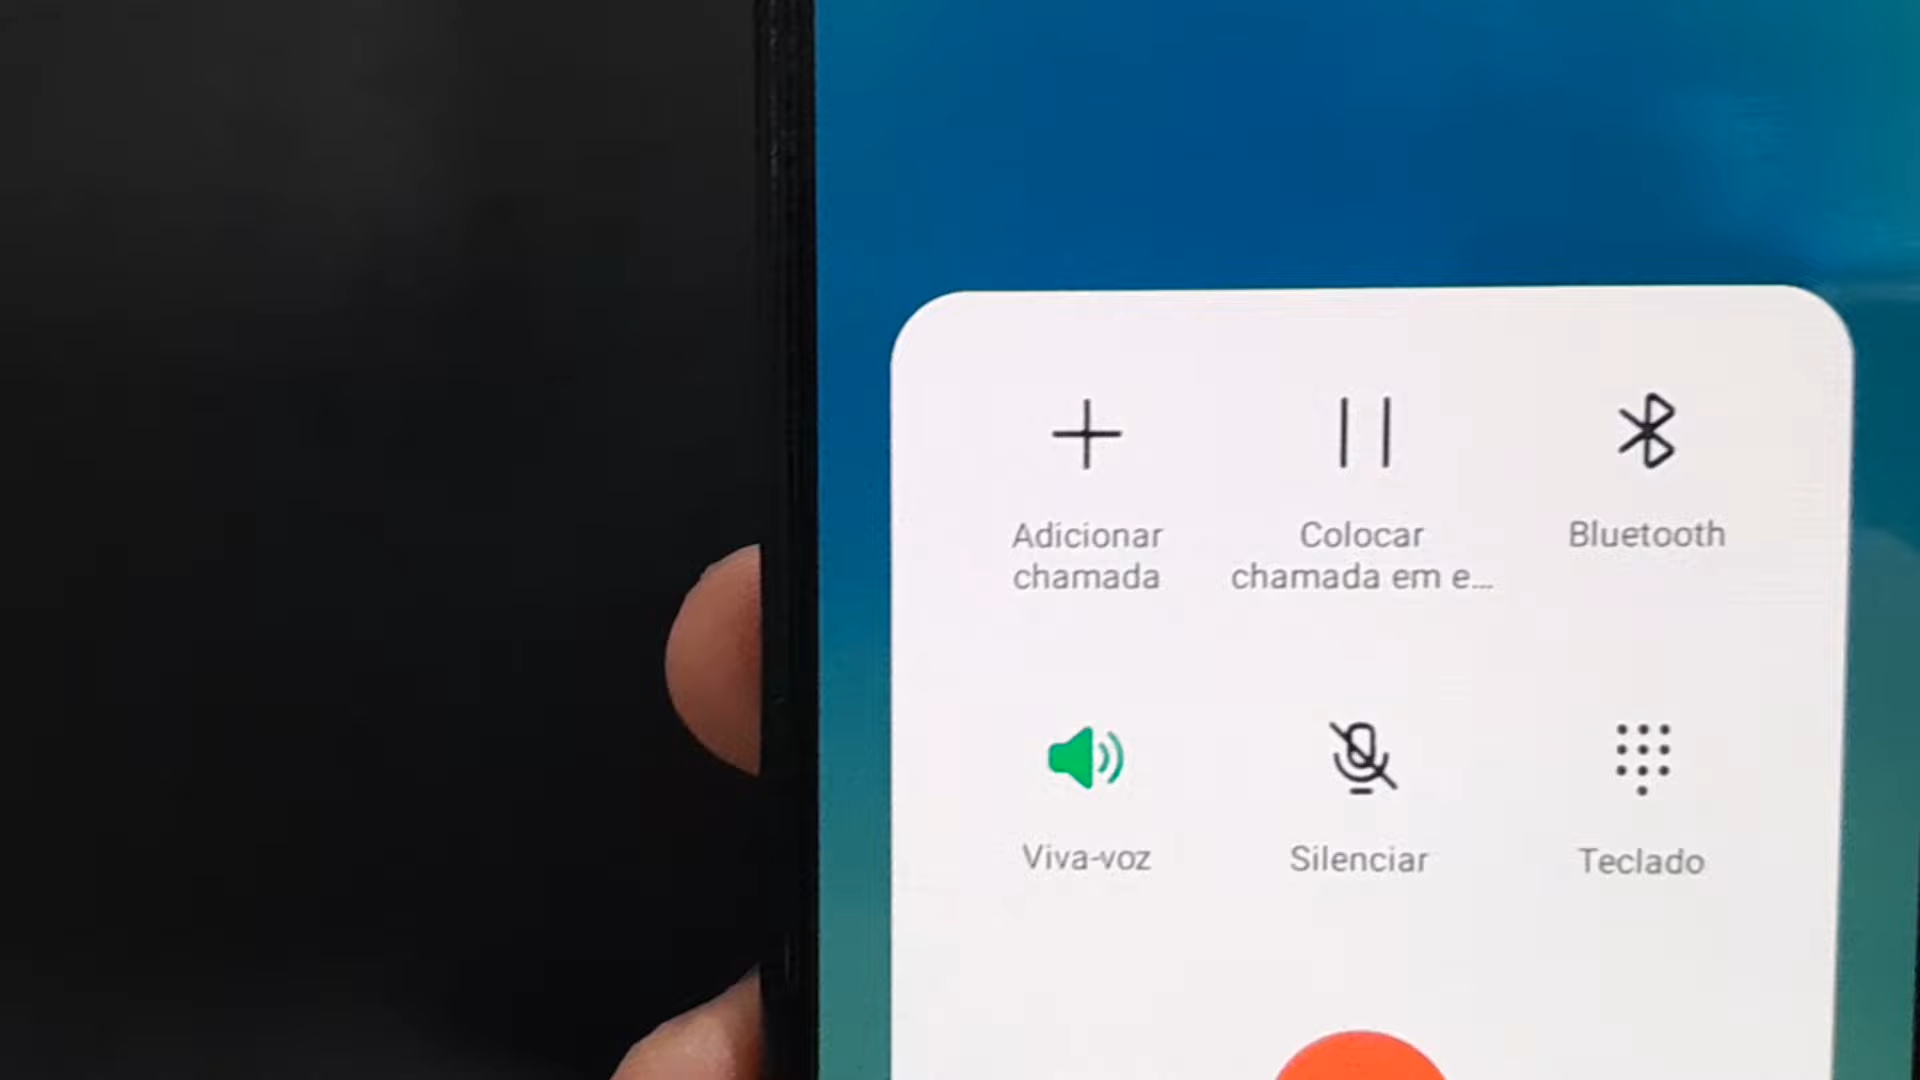 Adicionar
chamada
Colocar
chamada em e...
Bluetooth
Viva-voz
Silenciar
Teclado